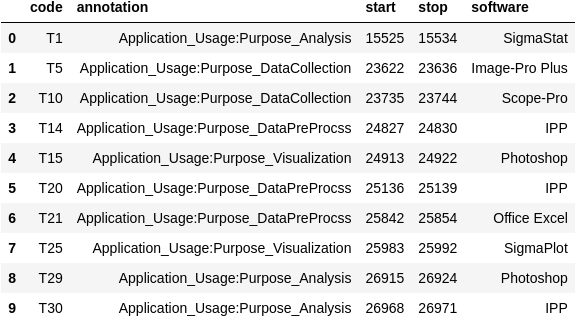 code annotation start stop software
0 T1 Application_Usage:Purpose_Analysis 15525 15534 SigmaStat
1 T5 Application_Usage:Purpose_DataCollection 23622 23636 Image-Pro Plus
2 T10 Application_Usage:Purpose_DataCollection 23735 23744 Scope-Pro
3 T14 Application_Usage:Purpose_DataPreProcss 24827 24830 IPP
4 T15 Application_Usage:Purpose_Visualization 24913 24922 Photoshop
5 T20 Application_Usage:Purpose_DataPreProcss 25136 25139 IPP
6 T21 Application_Usage:Purpose_DataPreProcss 25842 25854 Office Excel
7 T25 Application_Usage:Purpose_Visualization 25983 25992 SigmaPlot
8 T29 Application_Usage:Purpose_Analysis 26915 26924 Photoshop
9 T30 Application_Usage:Purpose_Analysis 26968 26971 IPP